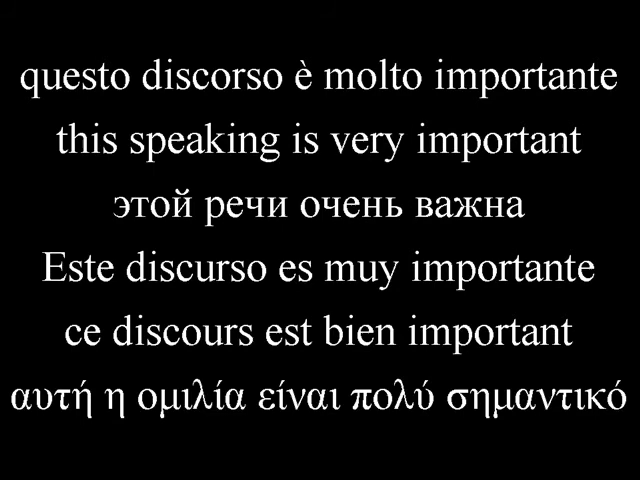 questo discorso è molto importante
this speaking is very important
этой речи очень важна
Este discurso es muy importante
ce discours est bien important
αυτή η ομιλία είναι πολύ σημαντικό